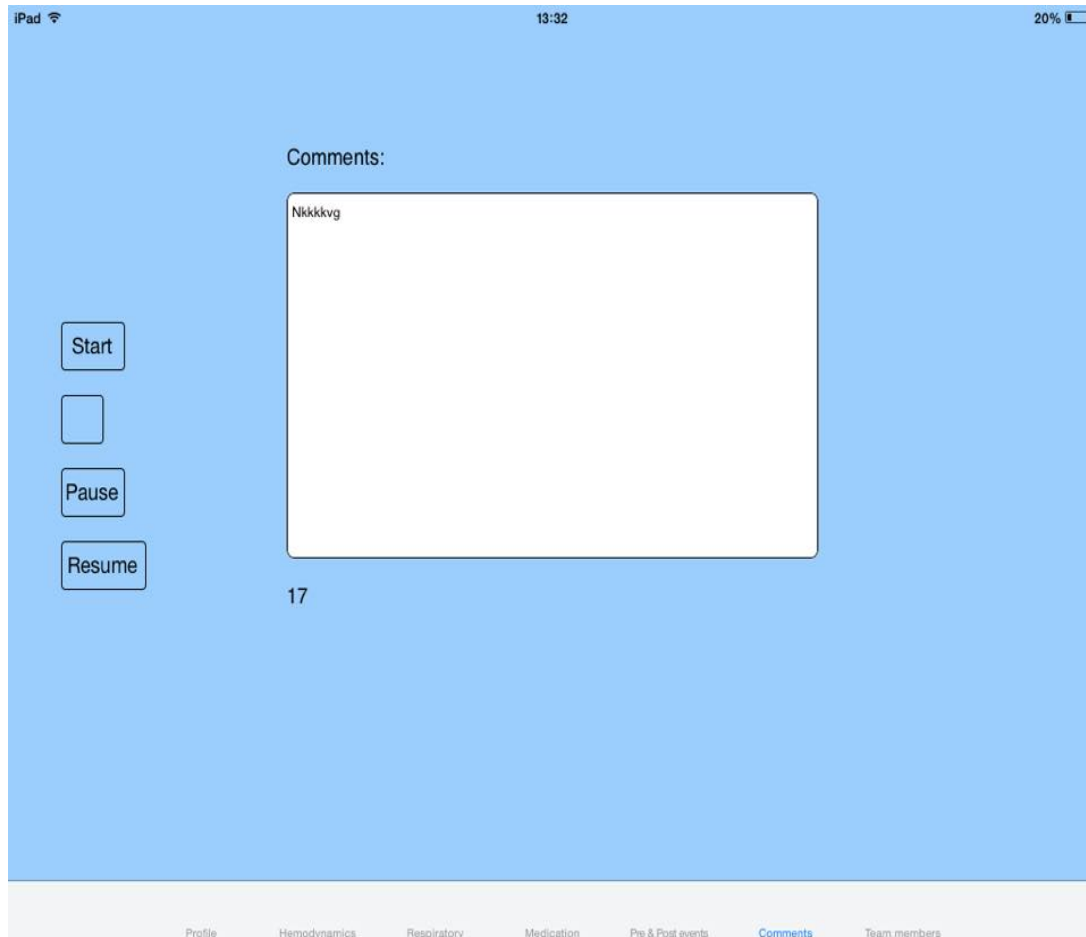 iPad 13:32 20%
Comments:
Nkkkkvg
Start
Pause
Resume
17
Profile Hemodynamics Respiratory Medication Pre & Post events Comments Team members